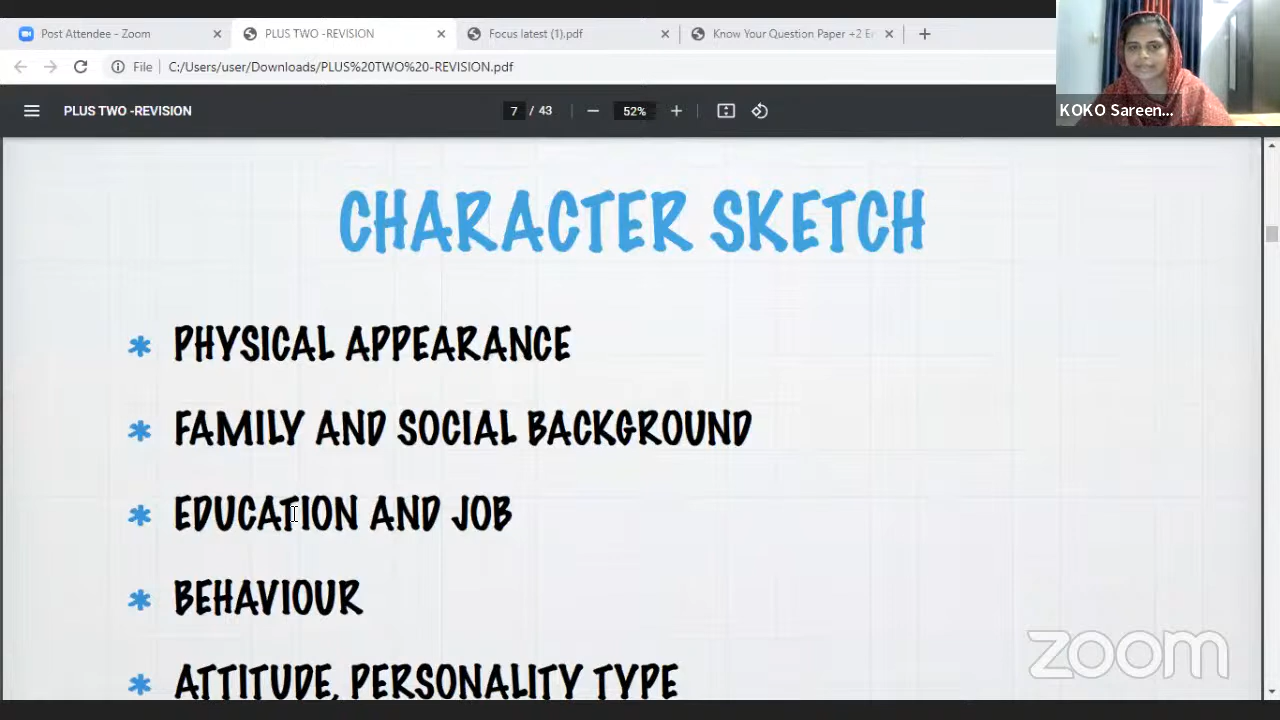 Post Attendee - Zoom
PLUS TWO -REVISION
Focus latest (1).pdf
Know Your Question Paper +2 En
File
C:/Users/user/Downloads/PLUS%20TWO%20-REVISION.pdf
PLUS TWO -REVISION
7 / 43
52%
KOKO Sareen...
CHARACTER SKETCH
* PHYSICAL APPEARANCE
* FAMILY AND SOCIAL BACKGROUND
* EDUCATION AND JOB
* BEHAVIOUR
* ATTITUDE, PERSONALITY TYPE
zoom